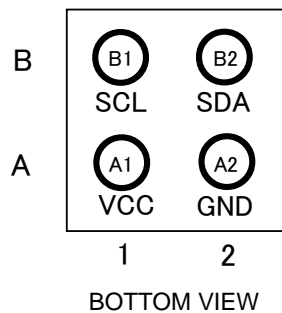 B B1 B2
SCL SDA
A A1 A2
VCC GND
1 2
BOTTOM VIEW